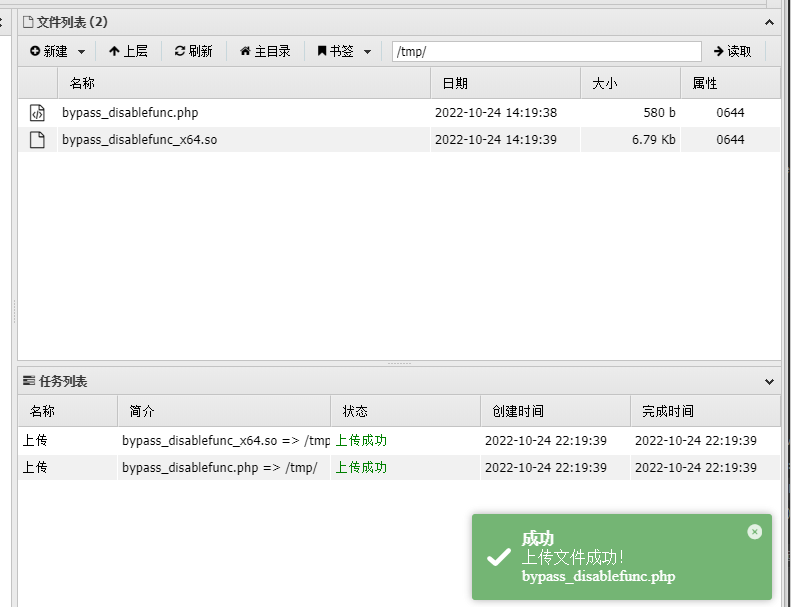 文件列表 (2)
新建 上层 刷新 主目录 书签 /tmp/ 读取
名称 日期 大小 属性
bypass_disablefunc.php 2022-10-24 14:19:38 580 b 0644
bypass_disablefunc_x64.so 2022-10-24 14:19:39 6.79 Kb 0644
任务列表
名称 简介 状态 创建时间 完成时间
上传 bypass_disablefunc_x64.so => /tmp 上传成功 2022-10-24 22:19:39 2022-10-24 22:19:39
上传 bypass_disablefunc.php => /tmp/ 上传成功 2022-10-24 22:19:39 2022-10-24 22:19:39
成功
上传文件成功!
bypass_disablefunc.php